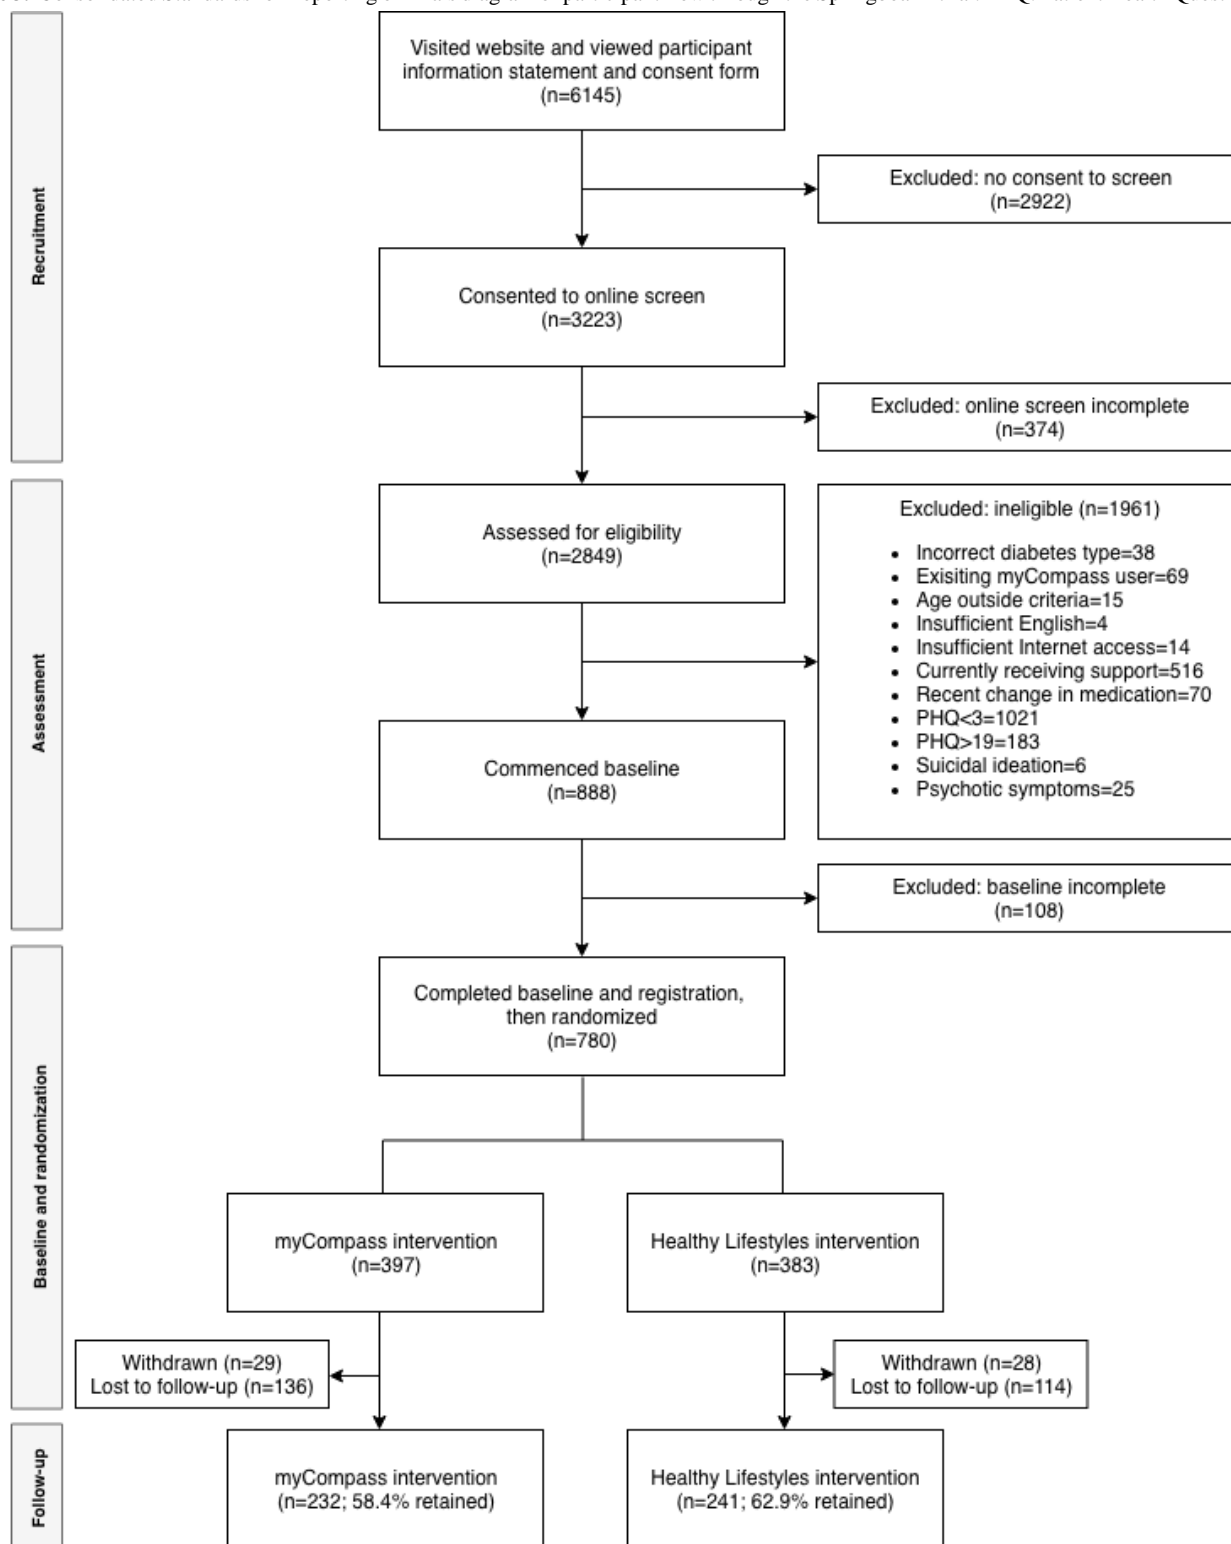 Visited website and viewed participant
information statement and consent form
(n=6145)
Excluded: no consent to screen
(n=2922)
Recruitment
Consented to online screen
(n=3223)
Excluded: online screen incomplete
(n=374)
Assessed for eligibility
(n=2849)
Excluded: ineligible (n=1961)
• Incorrect diabetes type=38
• Exisiting myCompass user=69
• Age outside criteria=15
• Insufficient English=4
• Insufficient Internet access=14
• Currently receiving support=516
• Recent change in medication=70
• PHQ<3=1021
• PHQ>19=183
• Suicidal ideation=6
• Psychotic symptoms=25
Assessment
Commenced baseline
(n=888)
Excluded: baseline incomplete
(n=108)
Completed baseline and registration,
then randomized
(n=780)
Baseline and randomization
myCompass intervention
(n=397)
Healthy Lifestyles intervention
(n=383)
Withdrawn (n=29)
Lost to follow-up (n=136)
Withdrawn (n=28)
Lost to follow-up (n=114)
Follow-up
myCompass intervention
(n=232; 58.4% retained)
Healthy Lifestyles intervention
(n=241; 62.9% retained)